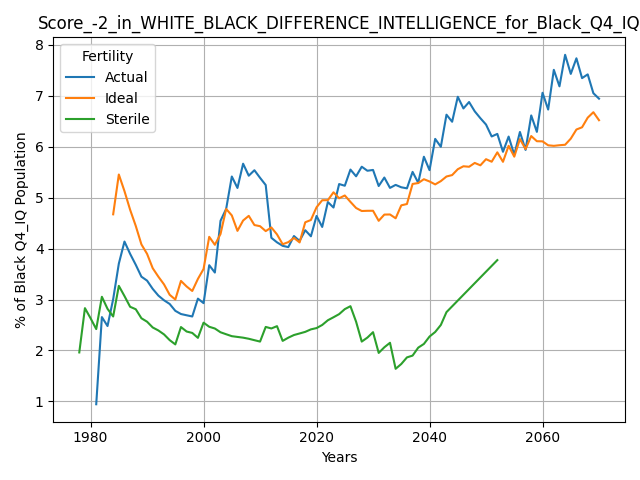 Score_-2_in_WHITE_BLACK_DIFFERENCE_INTELLIGENCE_for_Black_Q4_IQ
Fertility
Actual
Ideal
Sterile
% of Black Q4_IQ Population
8
7
6
5
4
3
2
1
1980 2000 2020 2040 2060
Years